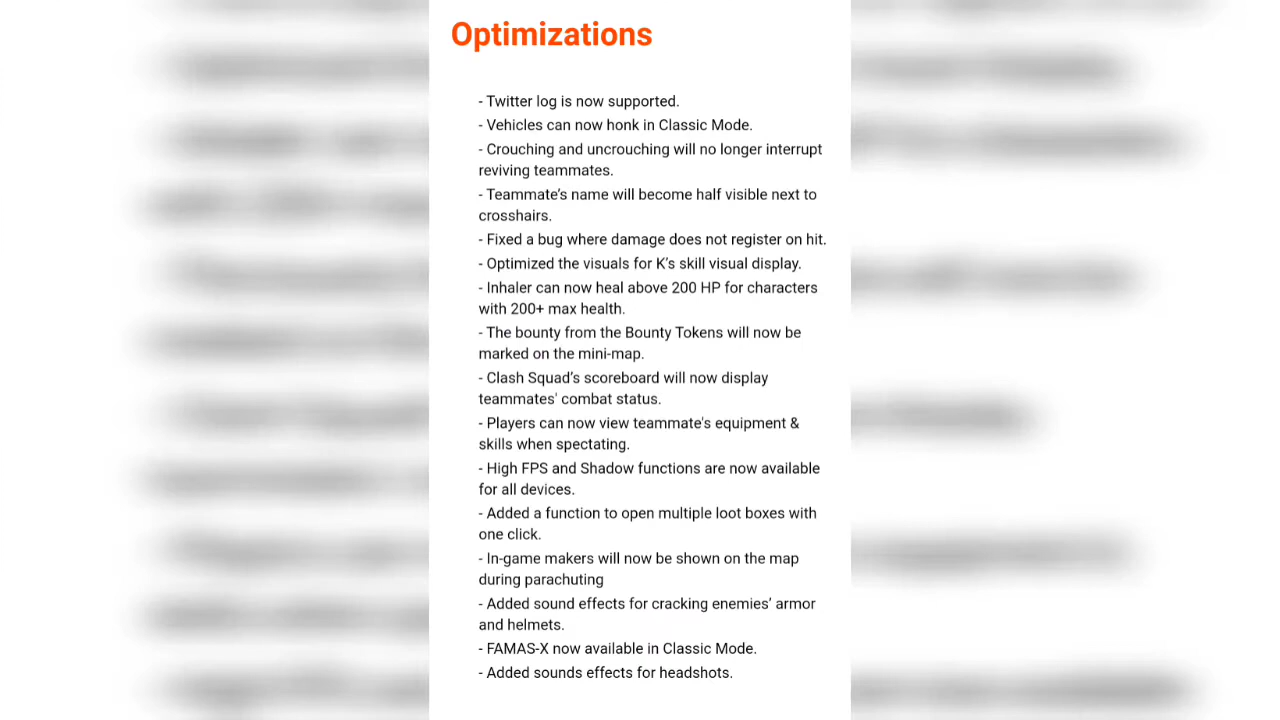 Optimizations
- Twitter log is now supported.
- Vehicles can now honk in Classic Mode.
- Crouching and uncrouching will no longer interrupt
reviving teammates.
- Teammate’s name will become half visible next to
crosshairs.
- Fixed a bug where damage does not register on hit.
- Optimized the visuals for K’s skill visual display.
- Inhaler can now heal above 200 HP for characters
with 200+ max health.
- The bounty from the Bounty Tokens will now be
marked on the mini-map.
- Clash Squad’s scoreboard will now display
teammates' combat status.
- Players can now view teammate's equipment &
skills when spectating.
- High FPS and Shadow functions are now available
for all devices.
- Added a function to open multiple loot boxes with
one click.
- In-game makers will now be shown on the map
during parachuting
- Added sound effects for cracking enemies’ armor
and helmets.
- FAMAS-X now available in Classic Mode.
- Added sounds effects for headshots.